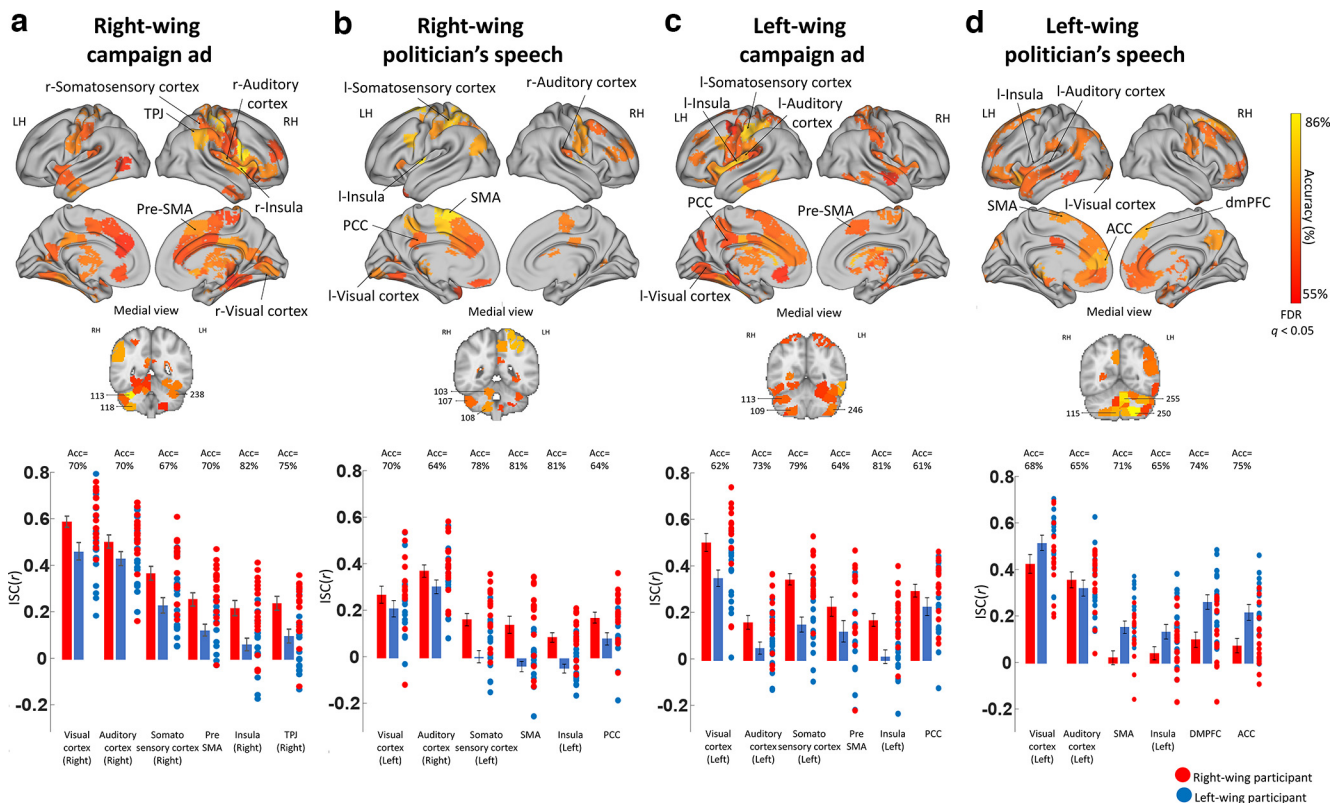 a
Right-wing
campaign ad
r-Somatosensory cortex
r-Auditory
cortex
TPJ
LH
RH
Pre-SMA
r-Insula
r-Visual cortex
Medial view
RH
LH
113
118
238
b
Right-wing
politician's speech
l-Somatosensory cortex
r-Auditory cortex
l-Insula
SMA
PCC
l-Visual cortex
Medial view
RH
LH
103
107
108
c
Left-wing
campaign ad
l-Somatosensory cortex
l-Insula
l-Auditory
cortex
LH
RH
PCC
Pre-SMA
l-Visual cortex
Medial view
RH
LH
113
109
246
d
Left-wing
politician's speech
l-Auditory cortex
l-Insula
LH
RH
l-Visual cortex
SMA
dmPFC
ACC
Medial view
RH
LH
255
115
250
86%
Accuracy (%)
55%
FDR
q < 0.05
Acc= Acc= Acc= Acc= Acc= Acc=
70% 70% 67% 70% 82% 75%
0.8
0.6
0.4
0.2
0
-0.2
ISC(r)
Visual cortex (Right)
Auditory cortex (Right)
Somato sensory cortex (Right)
Pre SMA
Insula (Right)
TPJ (Right)
Acc= Acc= Acc= Acc= Acc= Acc=
70% 64% 78% 81% 81% 64%
0.8
0.6
0.4
0.2
0
-0.2
ISC(r)
Visual cortex (Left)
Auditory cortex (Right)
Somato sensory cortex (Left)
SMA
Insula (Left)
PCC
Acc= Acc= Acc= Acc= Acc= Acc=
62% 73% 79% 64% 81% 61%
0.8
0.6
0.4
0.2
0
-0.2
ISC(r)
Visual cortex (Left)
Auditory cortex (Left)
Somato sensory cortex (Left)
Pre SMA
Insula (Left)
PCC
Acc= Acc= Acc= Acc= Acc= Acc=
68% 65% 71% 65% 74% 75%
0.8
0.6
0.4
0.2
0
-0.2
ISC(r)
Visual cortex (Left)
Auditory cortex (Left)
SMA
Insula (Left)
DMPFC
ACC
Right-wing participant
Left-wing participant